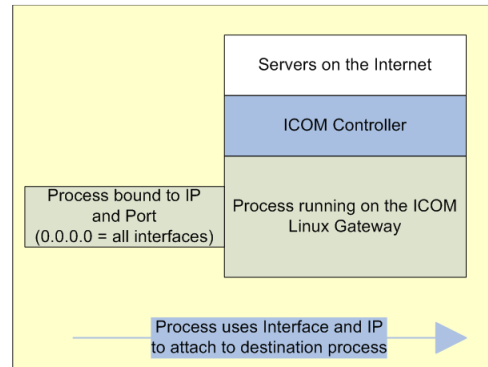 Servers on the Internet
ICOM Controller
Process bound to IP
and Port
(0.0.0.0 = all interfaces)
Process running on the ICOM
Linux Gateway
Process uses Interface and IP
to attach to destination process